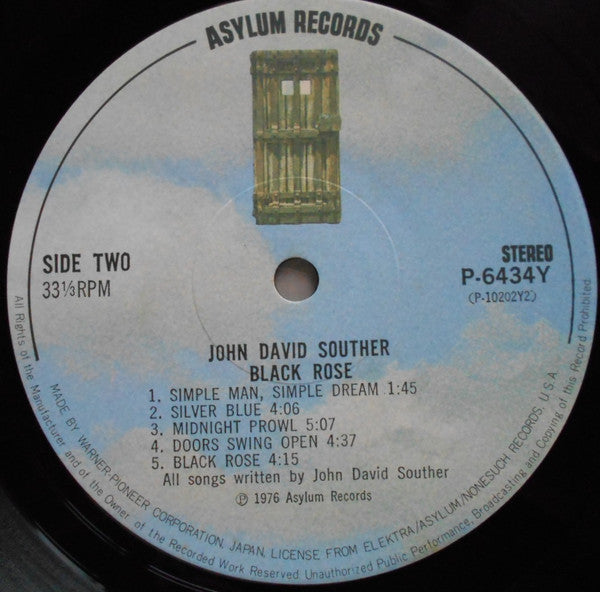 ASYLUM RECORDS
SIDE TWO
33⅓RPM
STEREO
P-6434Y
(P-10202Y2)
JOHN DAVID SOUTHER
BLACK ROSE
1. SIMPLE MAN, SIMPLE DREAM 1:45
2. SILVER BLUE 4:06
3. MIDNIGHT PROWL 5:07
4. DOORS SWING OPEN 4:37
5. BLACK ROSE 4:15
All songs written by John David Souther
℗ 1976 Asylum Records
MADE BY WARNER-PIONEER CORPORATION, JAPAN. LICENSE FROM ELEKTRA/ASYLUM/NONESUCH RECORDS, U.S.A.
All Rights of the Manufacturer and of the Owner of the Recorded Work Reserved. Unauthorized Public Performance, Broadcasting and Copying of this Record Prohibited.